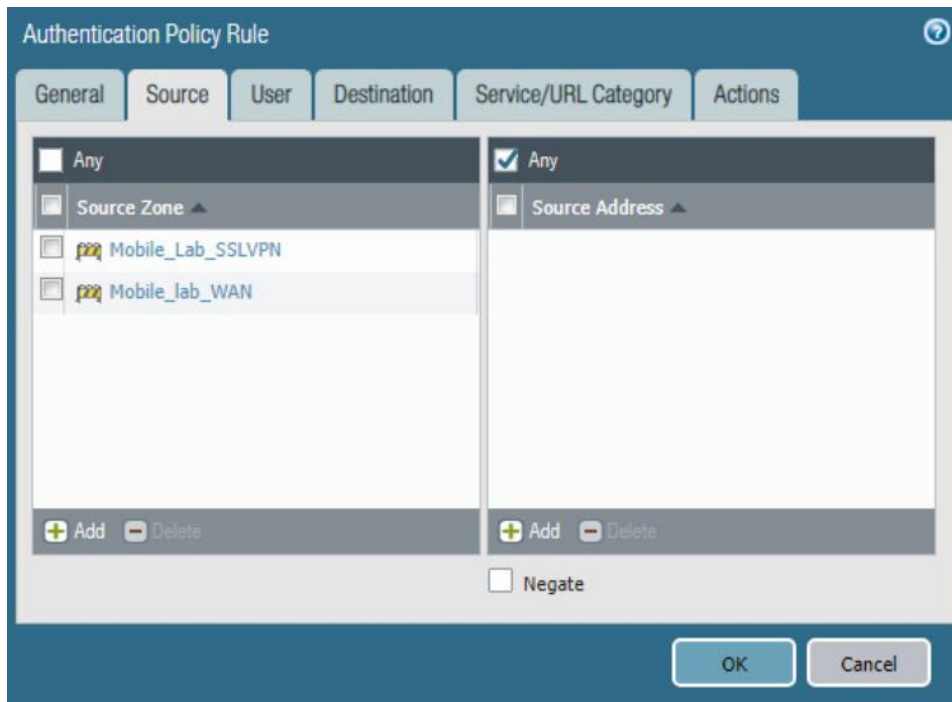 Authentication Policy Rule
General Source User Destination Service/URL Category Actions
Any Any
Source Zone Source Address
Mobile_Lab_SSLVPN
Mobile_lab_WAN
Add Delete Add Delete
Negate
OK Cancel